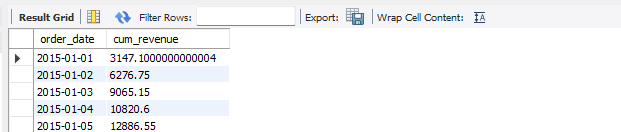 Result Grid Filter Rows: Export: Wrap Cell Content: IA
order_date cum_revenue
2015-01-01 3147.1000000000004
2015-01-02 6276.75
2015-01-03 9065.15
2015-01-04 10820.6
2015-01-05 12886.55